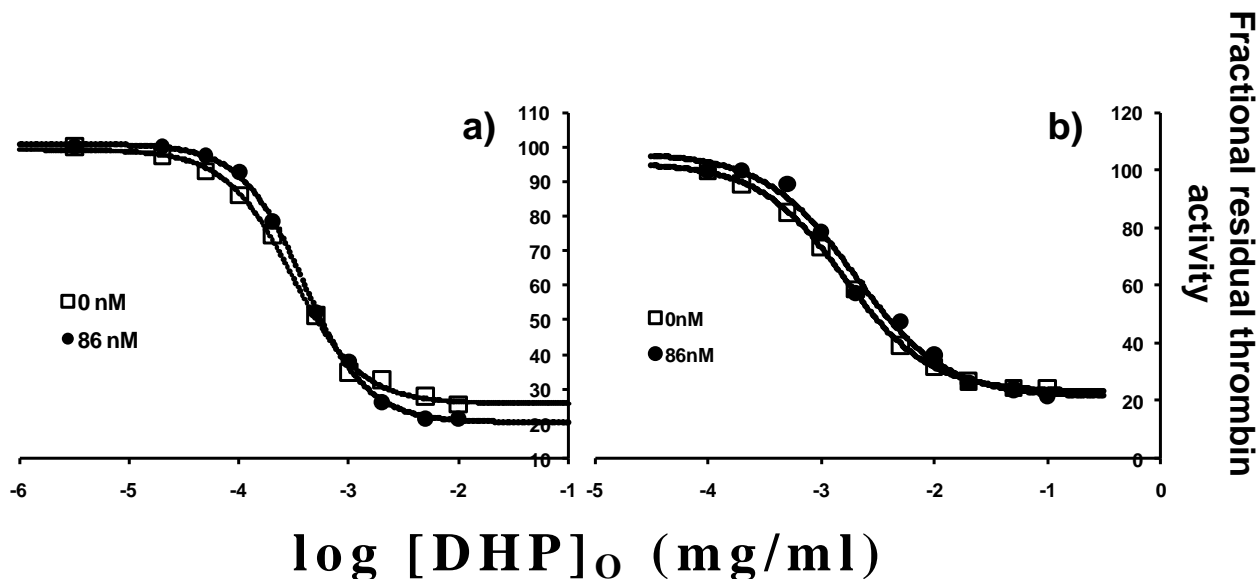 Fractional residual thrombin
activity
a)
110
100
90
80
70
60
50
40
30
20
10
0 nM
86 nM
-6 -5 -4 -3 -2 -1
b)
120
100
80
60
40
20
0
0nM
86nM
-5 -4 -3 -2 -1 0
log [DHP]O (mg/ml)